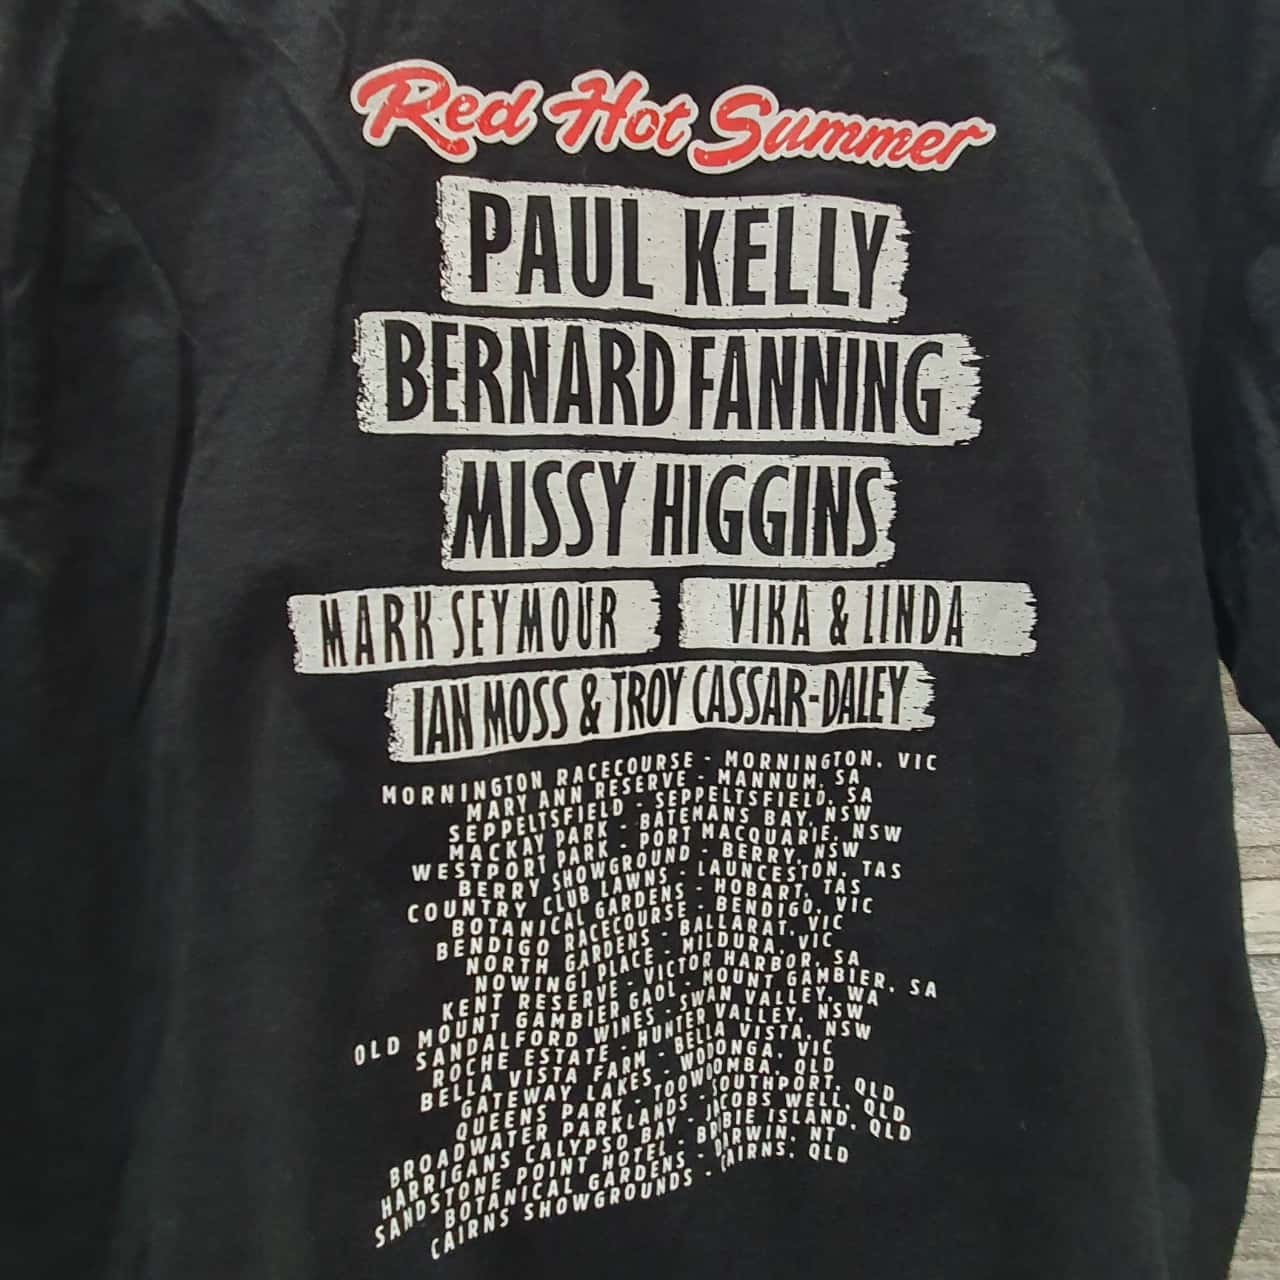 Red Hot Summer
PAUL KELLY
BERNARD FANNING
MISSY HIGGINS
MARK SEYMOUR VIKA & LINDA
IAN MOSS & TROY CASSAR-DALEY
MORNINGTON RACECOURSE - MORNINGTON, VIC
MARY ANN RESERVE - MANNUM, SA
SEPPELTSFIELD - SEPPELTSFIELD, SA
MACKAY PARK - BATEMANS BAY, NSW
WESTPORT PARK - PORT MACQUARIE, NSW
BERRY SHOWGROUND - BERRY, NSW
COUNTRY CLUB LAWNS - LAUNCESTON, TAS
BOTANICAL GARDENS - HOBART, TAS
BENDIGO RACECOURSE - BENDIGO, VIC
NORTH GARDENS - BALLARAT, VIC
NOWINGI PLACE - MILDURA, VIC
KENT RESERVE - VICTOR HARBOR, SA
OLD MOUNT GAMBIER GAOL - MOUNT GAMBIER, SA
SANDALFORD WINES - SWAN VALLEY, WA
ROCHE ESTATE - HUNTER VALLEY, NSW
BELLA VISTA FARM - BELLA VISTA, NSW
GATEWAY LAKES - WODONGA, VIC
QUEENS PARK - TOOWOOMBA, QLD
BROADWATER PARKLANDS - SOUTHPORT, QLD
HARRIGANS CALYPSO BAY - JACOBS WELL, QLD
SANDSTONE POINT HOTEL - BRIBIE ISLAND, QLD
BOTANICAL GARDENS - DARWIN, NT
CAIRNS SHOWGROUNDS - CAIRNS, QLD